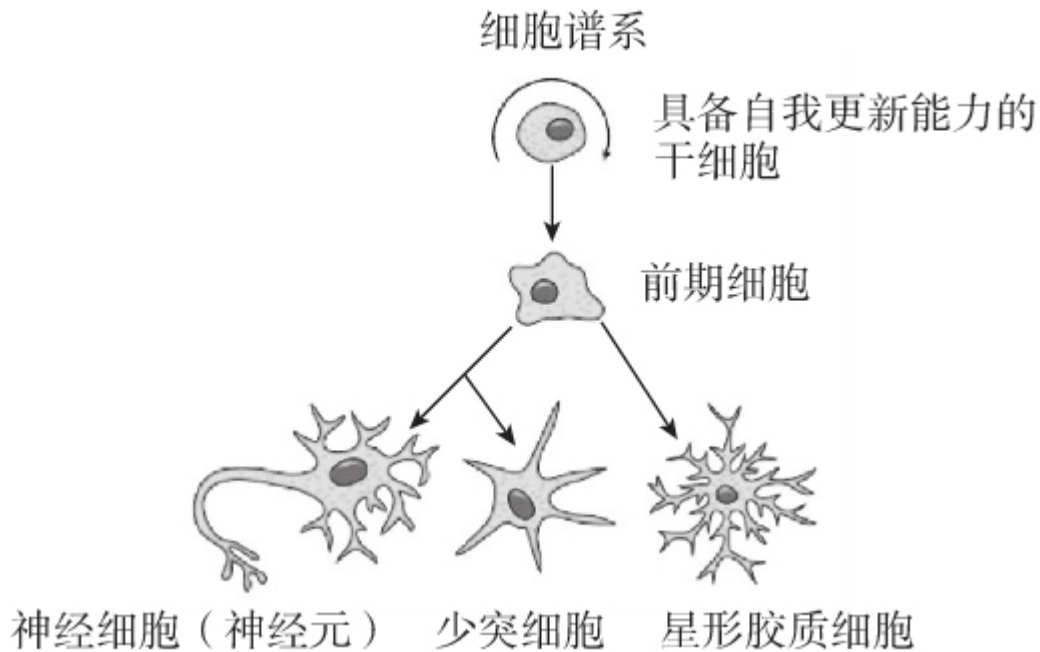 细胞谱系
具备自我更新能力的
干细胞
前期细胞
神经细胞（神经元）
少突细胞
星形胶质细胞